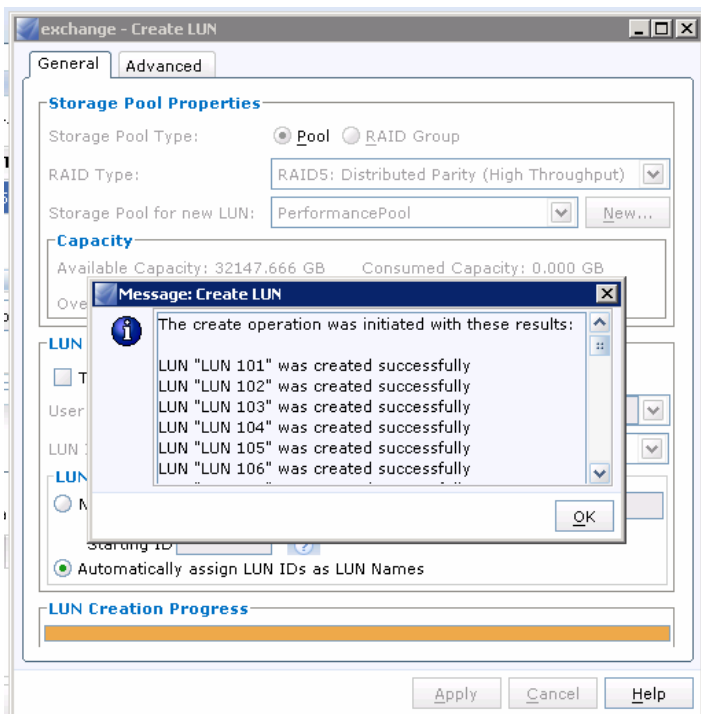 exchange - Create LUN
General
Advanced
Storage Pool Properties
Storage Pool Type:
Pool
RAID Group
RAID Type:
RAID5: Distributed Parity (High Throughput)
Storage Pool for new LUN:
PerformancePool
New...
Capacity
Available Capacity: 32147.666 GB
Consumed Capacity: 0.000 GB
Message: Create LUN
The create operation was initiated with these results:
LUN "LUN 101" was created successfully
LUN "LUN 102" was created successfully
LUN "LUN 103" was created successfully
LUN "LUN 104" was created successfully
LUN "LUN 105" was created successfully
LUN "LUN 106" was created successfully
OK
LUN
User
LUN
LUN
Starting ID
Automatically assign LUN IDs as LUN Names
LUN Creation Progress
Apply
Cancel
Help